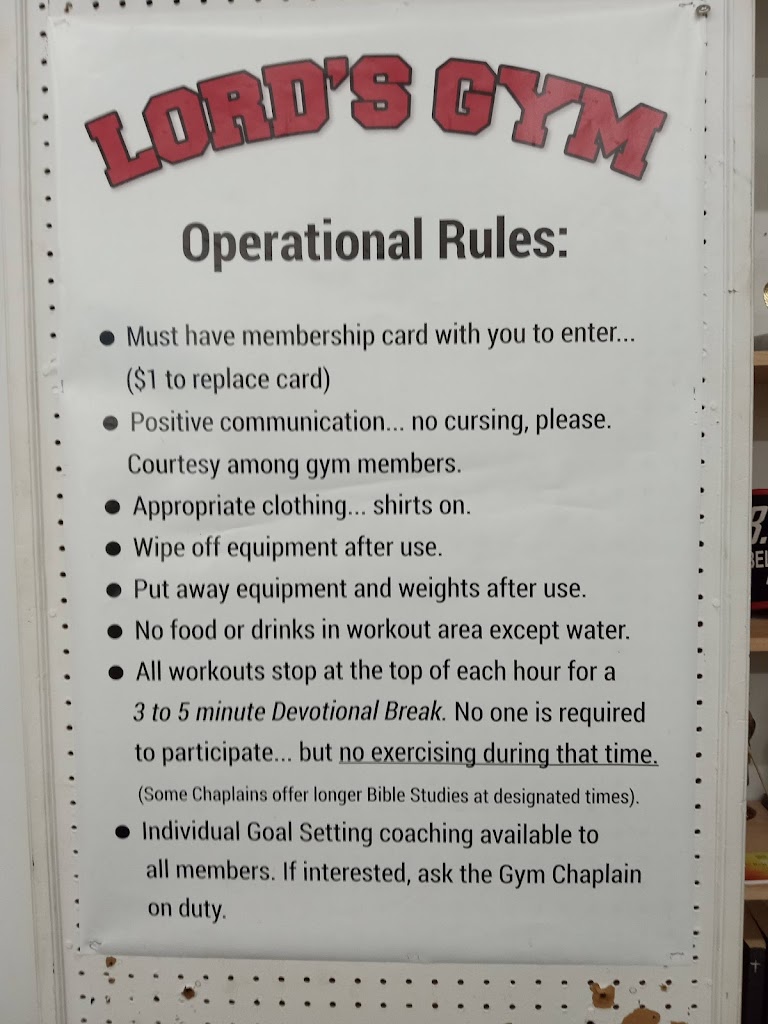 LORD'S GYM
Operational Rules:
● Must have membership card with you to enter...
($1 to replace card)
● Positive communication... no cursing, please.
Courtesy among gym members.
● Appropriate clothing... shirts on.
● Wipe off equipment after use.
● Put away equipment and weights after use.
● No food or drinks in workout area except water.
● All workouts stop at the top of each hour for a
3 to 5 minute Devotional Break. No one is required
to participate... but no exercising during that time.
(Some Chaplains offer longer Bible Studies at designated times).
● Individual Goal Setting coaching available to
all members. If interested, ask the Gym Chaplain
on duty.